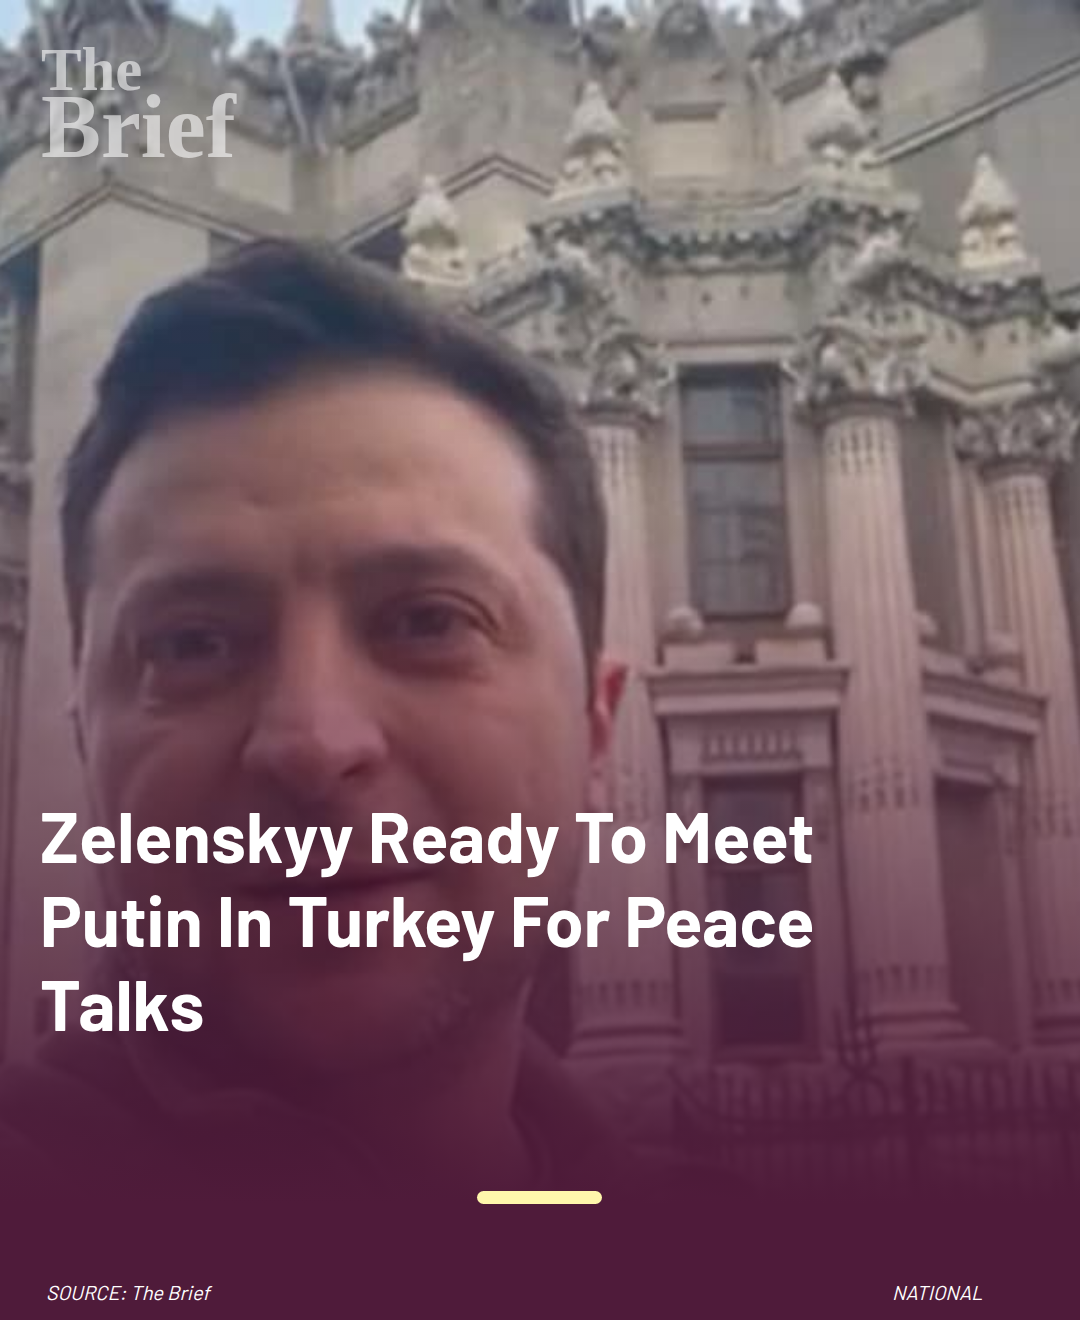 The
Brief
Zelenskyy Ready To Meet
Putin In Turkey For Peace
Talks
SOURCE: The Brief
NATIONAL